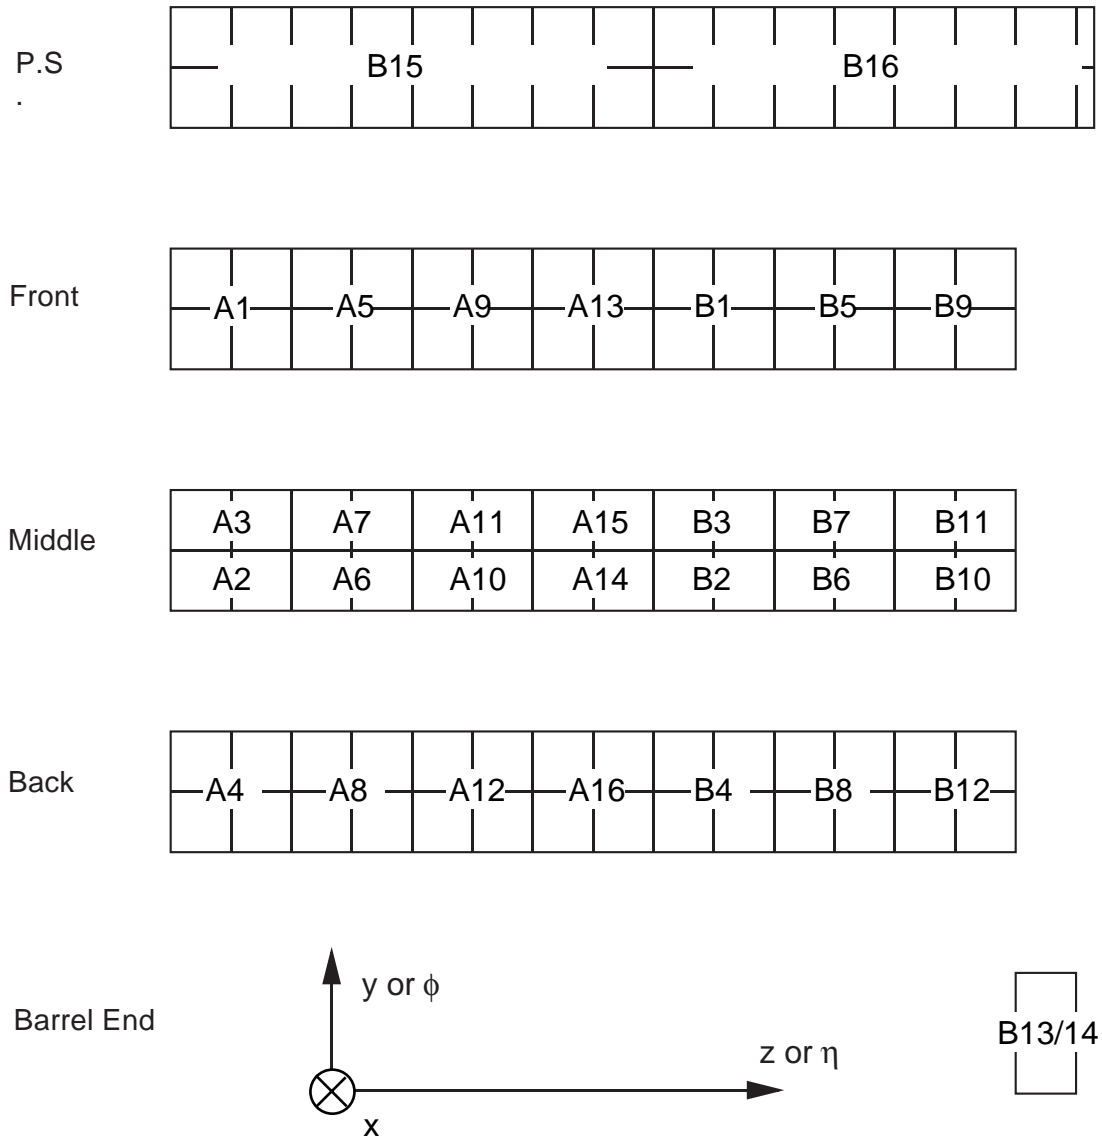 P.S
.
B15 B16
Front
A1 A5 A9 A13 B1 B5 B9
Middle
A3 A7 A11 A15 B3 B7 B11
A2 A6 A10 A14 B2 B6 B10
Back
A4 A8 A12 A16 B4 B8 B12
Barrel End
y or ϕ
z or η
x
B13/14